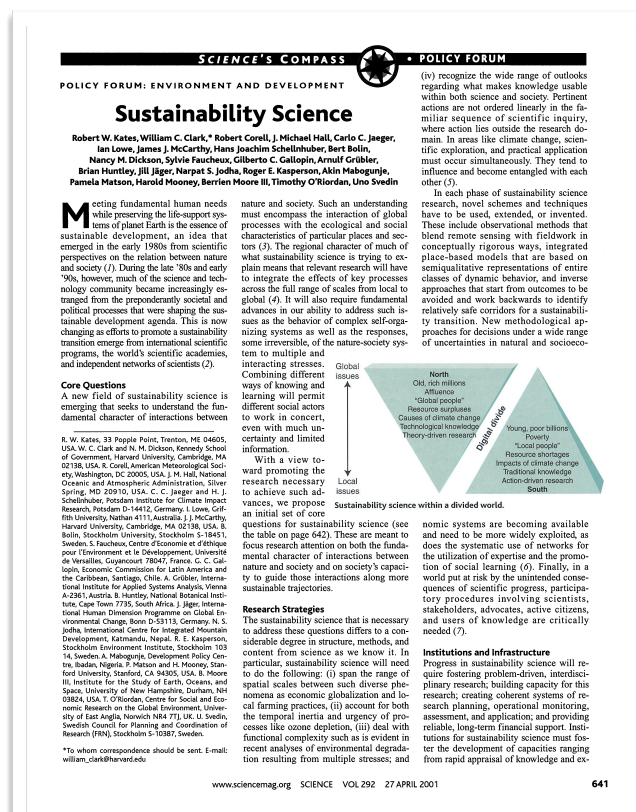 SCIENCE'S COMPASS
• POLICY FORUM
POLICY FORUM: ENVIRONMENT AND DEVELOPMENT
Sustainability Science
Robert W. Kates, William C. Clark,* Robert Corell, J. Michael Hall, Carlo C. Jaeger,
Ian Lowe, James J. McCarthy, Hans Joachim Schellnhuber, Bert Bolin,
Nancy M. Dickson, Sylvie Faucheux, Gilberto C. Gallopin, Arnulf Grübler,
Brian Huntley, Jill Jäger, Narpat S. Jodha, Roger E. Kasperson, Akin Mabogunje,
Pamela Matson, Harold Mooney, Berrien Moore III, Timothy O'Riordan, Uno Svedin
Meeting fundamental human needs
while preserving the life-support sys-
tems of planet Earth is the essence of
sustainable development, an idea that
emerged in the early 1980s from scientific
perspectives on the relation between nature
and society (1). During the late '80s and early
'90s, however, much of the science and tech-
nology community became increasingly es-
tranged from the preponderantly societal and
political processes that were shaping the sus-
tainable development agenda. This is now
changing as efforts to promote a sustainability
transition emerge from international scientific
programs, the world's scientific academies,
and independent networks of scientists (2).
Core Questions
A new field of sustainability science is
emerging that seeks to understand the fun-
damental character of interactions between
R. W. Kates, 33 Popple Point, Trenton, ME 04605,
USA. W. C. Clark and N. M. Dickson, Kennedy School
of Government, Harvard University, Cambridge, MA
02138, USA. R. Corell, American Meteorological Soci-
ety, Washington, DC 20005, USA. J. M. Hall, National
Oceanic and Atmospheric Administration, Silver
Spring, MD 20910, USA. C. C. Jaeger and H. J.
Schellnhuber, Potsdam Institute for Climate Impact
Research, Potsdam D-14412, Germany. I. Lowe, Grif-
fith University, Nathan 4111, Australia. J. J. McCarthy,
Harvard University, Cambridge, MA 02138, USA. B.
Bolin, Stockholm University, Stockholm S-18451,
Sweden. S. Faucheux, Centre d'Economie et d'éthique
pour l'Environment et le Développement, Université
de Versailles, Guyancourt 78047, France. G. C. Gal-
lopin, Economic Commission for Latin America and
the Caribbean, Santiago, Chile. A. Grübler, Interna-
tional Institute for Applied Systems Analysis, Vienna
A-2361, Austria. B. Huntley, National Botanical Insti-
tute, Cape Town 7735, South Africa. J. Jäger, Interna-
tional Human Dimension Programme on Global En-
vironmental Change, Bonn D-53113, Germany. N. S.
Jodha, International Centre for Integrated Mountain
Development, Katmandu, Nepal. R. E. Kasperson,
Stockholm Environment Institute, Stockholm 103
14, Sweden. A. Mabogunje, Development Policy Cen-
tre, Ibadan, Nigeria. P. Matson and H. Mooney, Stan-
ford University, Stanford, CA 94305, USA. B. Moore
III, Institute for the Study of Earth, Oceans, and
Space, University of New Hampshire, Durham, NH
03824, USA. T. O'Riordan, Centre for Social and Eco-
nomic Research on the Global Environment, Univer-
sity of East Anglia, Norwich NR4 7TJ, UK. U. Svedin,
Swedish Council for Planning and Coordination of
Research (FRN), Stockholm S-10387, Sweden.
*To whom correspondence should be sent. E-mail:
william_clark@harvard.edu
nature and society. Such an understanding
must encompass the interaction of global
processes with the ecological and social
characteristics of particular places and sec-
tors (3). The regional character of much of
what sustainability science is trying to ex-
plain means that relevant research will have
to integrate the effects of key processes
across the full range of scales from local to
global (4). It will also require fundamental
advances in our ability to address such is-
sues as the behavior of complex self-orga-
nizing systems as well as the responses,
some irreversible, of the nature-society sys-
tem to multiple and
interacting stresses.
Combining different
ways of knowing and
learning will permit
different social actors
to work in concert,
even with much un-
certainty and limited
information.
With a view to-
ward promoting the
research necessary
to achieve such ad-
vances, we propose
an initial set of core
questions for sustainability science (see
the table on page 642). These are meant to
focus research attention on both the funda-
mental character of interactions between
nature and society and on society's capaci-
ty to guide those interactions along more
sustainable trajectories.
Research Strategies
The sustainability science that is necessary
to address these questions differs to a con-
siderable degree in structure, methods, and
content from science as we know it. In
particular, sustainability science will need
to do the following: (i) span the range of
spatial scales between such diverse phe-
nomena as economic globalization and lo-
cal farming practices, (ii) account for both
the temporal inertia and urgency of pro-
cesses like ozone depletion, (iii) deal with
functional complexity such as is evident in
recent analyses of environmental degrada-
tion resulting from multiple stresses; and
(iv) recognize the wide range of outlooks
regarding what makes knowledge usable
within both science and society. Pertinent
actions are not ordered linearly in the fa-
miliar sequence of scientific inquiry,
where action lies outside the research do-
main. In areas like climate change, scien-
tific exploration, and practical application
must occur simultaneously. They tend to
influence and become entangled with each
other (5).
In each phase of sustainability science
research, novel schemes and techniques
have to be used, extended, or invented.
These include observational methods that
blend remote sensing with fieldwork in
conceptually rigorous ways, integrated
place-based models that are based on
semiqualitative representations of entire
classes of dynamic behavior, and inverse
approaches that start from outcomes to be
avoided and work backwards to identify
relatively safe corridors for a sustainabili-
ty transition. New methodological ap-
proaches for decisions under a wide range
of uncertainties in natural and socioeco-
Global
issues
Local
issues
North
Old, rich millions
Affluence
"Global people"
Resource surpluses
Causes of climate change
Technological knowledge
Theory-driven research
Digital divide
Young, poor billions
Poverty
"Local people"
Resource shortages
Impacts of climate change
Traditional knowledge
Action-driven research
South
Sustainability science within a divided world.
nomic systems are becoming available
and need to be more widely exploited, as
does the systematic use of networks for
the utilization of expertise and the promo-
tion of social learning (6). Finally, in a
world put at risk by the unintended conse-
quences of scientific progress, participa-
tory procedures involving scientists,
stakeholders, advocates, active citizens,
and users of knowledge are critically
needed (7).
Institutions and Infrastructure
Progress in sustainability science will re-
quire fostering problem-driven, interdisci-
plinary research; building capacity for this
research; creating coherent systems of re-
search planning, operational monitoring,
assessment, and application; and providing
reliable, long-term financial support. Insti-
tutions for sustainability science must fos-
ter the development of capacities ranging
from rapid appraisal of knowledge and ex-
www.sciencemag.org SCIENCE VOL 292 27 APRIL 2001
641